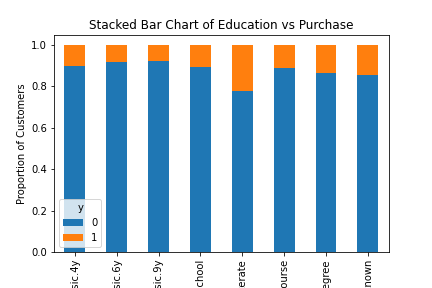 Stacked Bar Chart of Education vs Purchase
Proportion of Customers
1.0
0.8
0.6
0.4
0.2
0.0
y
0
1
sic.4y
sic.6y
sic.9y
chool
erate
ourse
egree
nown